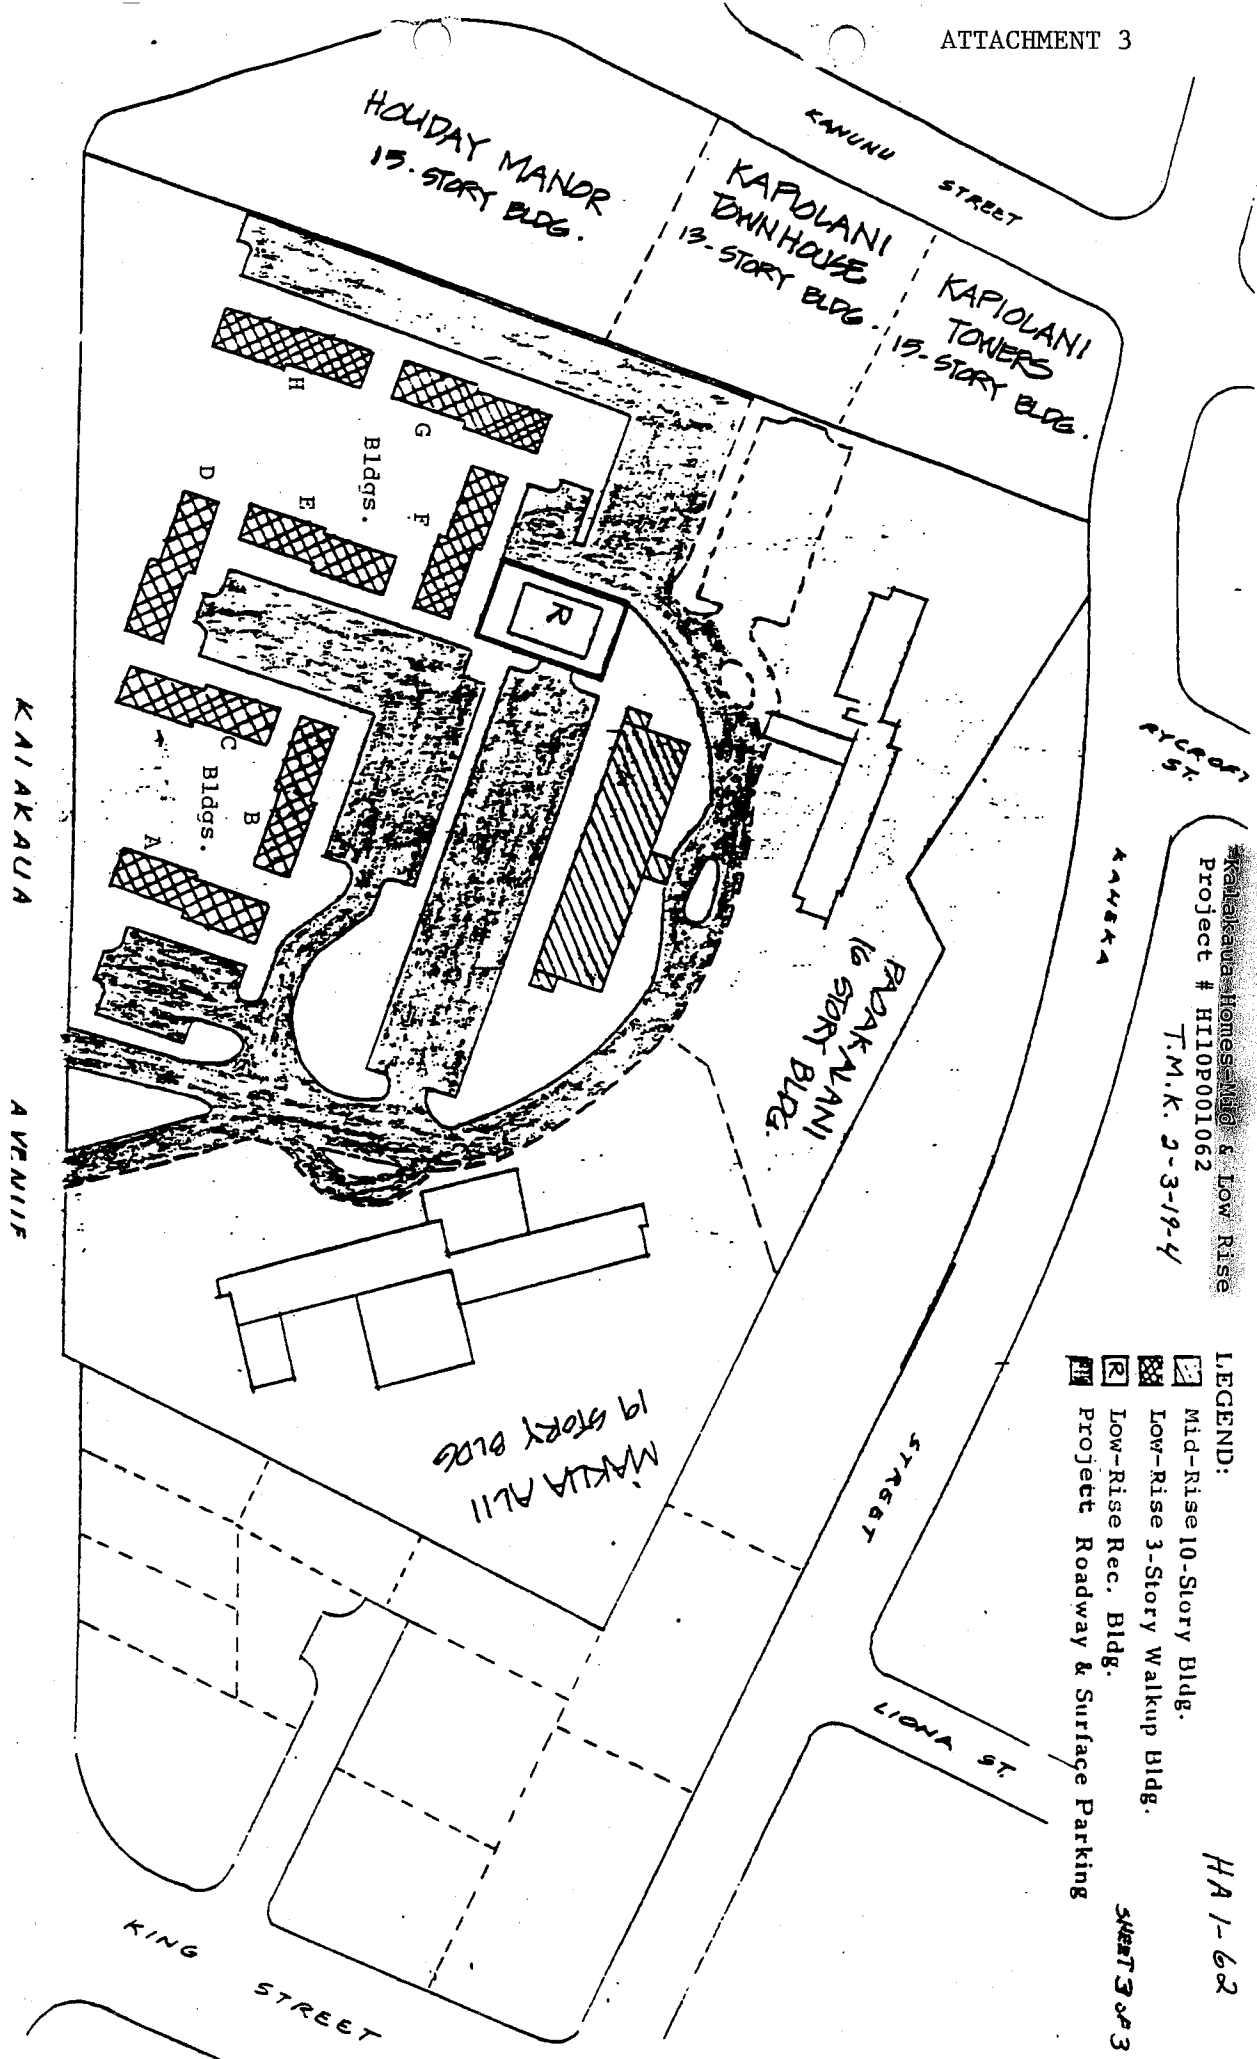 ATTACHMENT 3
Kalakaua Homes-Mid & Low Rise
Project # HI10P001062
T.M.K. 2-3-19-4
HA 1-62
SHEET 3 OF 3
LEGEND:
Mid-Rise 10-Story Bldg.
Low-Rise 3-Story Walkup Bldg.
R Low-Rise Rec. Bldg.
Project Roadway & Surface Parking
KANUNU
STREET
HOLIDAY MANOR
15-STORY BLDG.
KAPIOLANI
TOWNHOUSE
13-STORY BLDG.
KAPIOLANI
TOWERS
15-STORY BLDG.
RYCROFT
ST.
KAHEKA
STREET
PAOAKALANI
16 STORY BLDG.
MAKUA ALII
19 STORY BLDG
LIONA ST.
H
G
Bldgs.
F
E
D
R
C
Bldgs.
B
A
KALAKAUA AVENUE
KING STREET